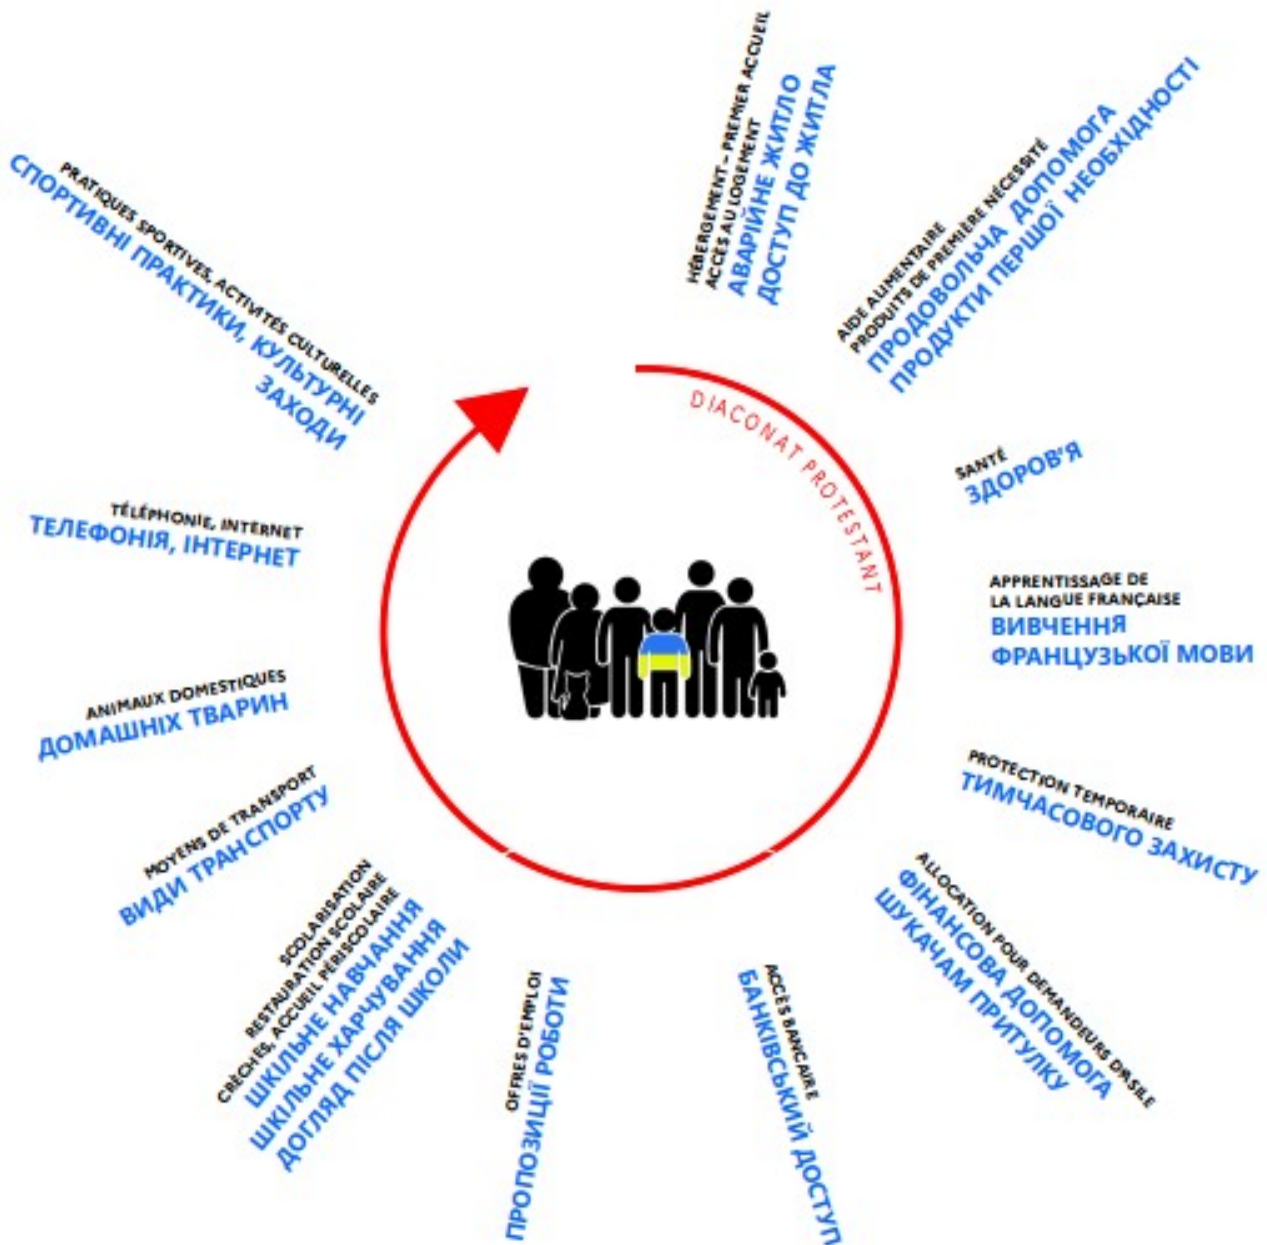 HÉBERGEMENT – PREMIER ACCUEIL
ACCÈS AU LOGEMENT
АВАРІЙНЕ ЖИТЛО
ДОСТУП ДО ЖИТЛА
AIDE ALIMENTAIRE
PRODUITS DE PREMIÈRE NÉCESSITÉ
ПРОДОВОЛЬЧА ДОПОМОГА
ПРОДУКТИ ПЕРШОЇ НЕОБХІДНОСТІ
SANTÉ
ЗДОРОВ'Я
APPRENTISSAGE DE
LA LANGUE FRANÇAISE
ВИВЧЕННЯ
ФРАНЦУЗЬКОЇ МОВИ
PROTECTION TEMPORAIRE
ТИМЧАСОВОГО ЗАХИСТУ
ALLOCATION POUR DEMANDEURS D'ASILE
ФІНАНСОВА ДОПОМОГА
ШУКАЧАМ ПРИТУЛКУ
ACCÈS BANCAIRE
БАНКІВСЬКИЙ ДОСТУП
OFFRES D'EMPLOI
ПРОПОЗИЦІЇ РОБОТИ
SCOLARISATION
RESTAURATION SCOLAIRE
CRÈCHES, ACCUEIL PÉRISCOLAIRE
ШКІЛЬНЕ НАВЧАННЯ
ШКІЛЬНЕ ХАРЧУВАННЯ
ДОГЛЯД ПІСЛЯ ШКОЛИ
MOYENS DE TRANSPORT
ВИДИ ТРАНСПОРТУ
ANIMAUX DOMESTIQUES
ДОМАШНІХ ТВАРИН
TÉLÉPHONIE, INTERNET
ТЕЛЕФОНІЯ, ІНТЕРНЕТ
PRATIQUES SPORTIVES, ACTIVITÉS CULTURELLES
СПОРТИВНІ ПРАКТИКИ, КУЛЬТУРНІ
ЗАХОДИ
DIACONAT PROTESTANT